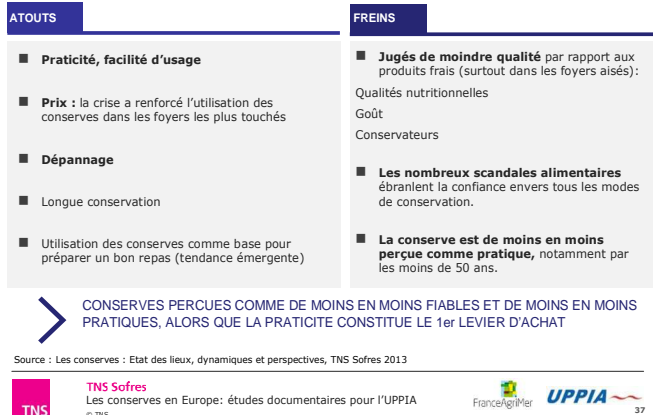 ATOUTS
■ Praticité, facilité d'usage
■ Prix : la crise a renforcé l'utilisation des
conserves dans les foyers les plus touchés
■ Dépannage
■ Longue conservation
■ Utilisation des conserves comme base pour
préparer un bon repas (tendance émergente)
FREINS
■ Jugés de moindre qualité par rapport aux
produits frais (surtout dans les foyers aisés):
Qualités nutritionnelles
Goût
Conservateurs
■ Les nombreux scandales alimentaires
ébranlent la confiance envers tous les modes
de conservation.
■ La conserve est de moins en moins
perçue comme pratique, notamment par
les moins de 50 ans.
CONSERVES PERCUES COMME DE MOINS EN MOINS FIABLES ET DE MOINS EN MOINS
PRATIQUES, ALORS QUE LA PRATICITE CONSTITUE LE 1er LEVIER D'ACHAT
Source : Les conserves : Etat des lieux, dynamiques et perspectives, TNS Sofres 2013
TNS
TNS Sofres
Les conserves en Europe: études documentaires pour l'UPPIA
© TNS
FranceAgriMer
UPPIA
37